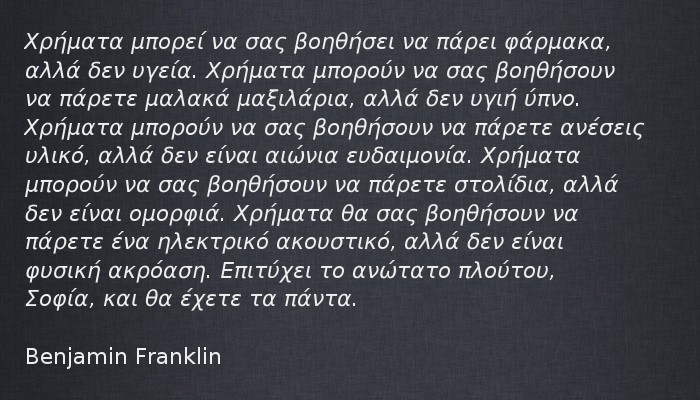 Χρήματα μπορεί να σας βοηθήσει να πάρει φάρμακα,
αλλά δεν υγεία. Χρήματα μπορούν να σας βοηθήσουν
να πάρετε μαλακά μαξιλάρια, αλλά δεν υγιή ύπνο.
Χρήματα μπορούν να σας βοηθήσουν να πάρετε ανέσεις
υλικό, αλλά δεν είναι αιώνια ευδαιμονία. Χρήματα
μπορούν να σας βοηθήσουν να πάρετε στολίδια, αλλά
δεν είναι ομορφιά. Χρήματα θα σας βοηθήσουν να
πάρετε ένα ηλεκτρικό ακουστικό, αλλά δεν είναι
φυσική ακρόαση. Επιτύχει το ανώτατο πλούτου,
Σοφία, και θα έχετε τα πάντα.
Benjamin Franklin